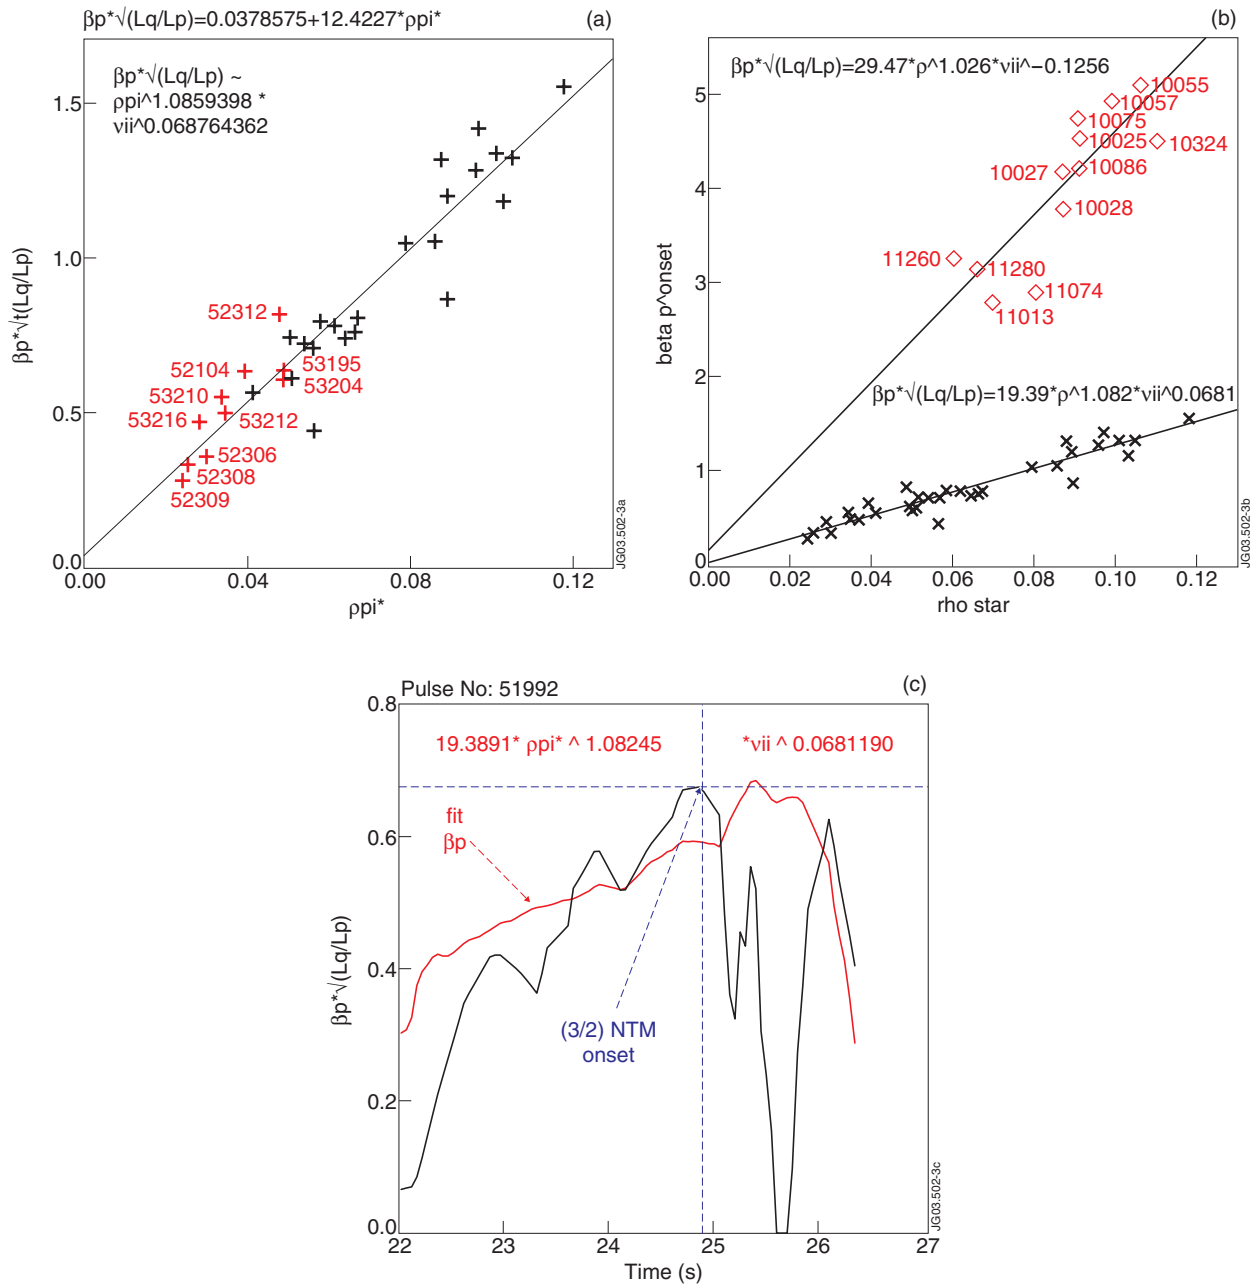 βp*√(Lq/Lp)=0.0378575+12.4227*ρpi*
(a)
βp*√(Lq/Lp) ~
ρpi^1.0859398 *
νii^0.068764362
1.5
1.0
0.5
0.0
βp*√t(Lq/Lp)
52312
52104
53195
53204
53210
53216
53212
52306
52308
52309
0.00
0.04
0.08
0.12
ρpi*
JG03.502-3a
(b)
βp*√(Lq/Lp)=29.47*ρ^1.026*νii^−0.1256
5
4
3
2
1
0
beta p^onset
10055
10057
10075
10025
10324
10027
10086
10028
11260
11280
11074
11013
βp*√(Lq/Lp)=19.39*ρ^1.082*νii^0.0681
0.00
0.02
0.04
0.06
0.08
0.10
0.12
rho star
JG03.502-3b
Pulse No: 51992
(c)
0.8
0.6
0.4
0.2
0.0
βp*√(Lq/Lp)
19.3891* ρpi* ^ 1.08245
*νii ^ 0.0681190
fit
βp
(3/2) NTM
onset
22
23
24
25
26
27
Time (s)
JG03.502-3c